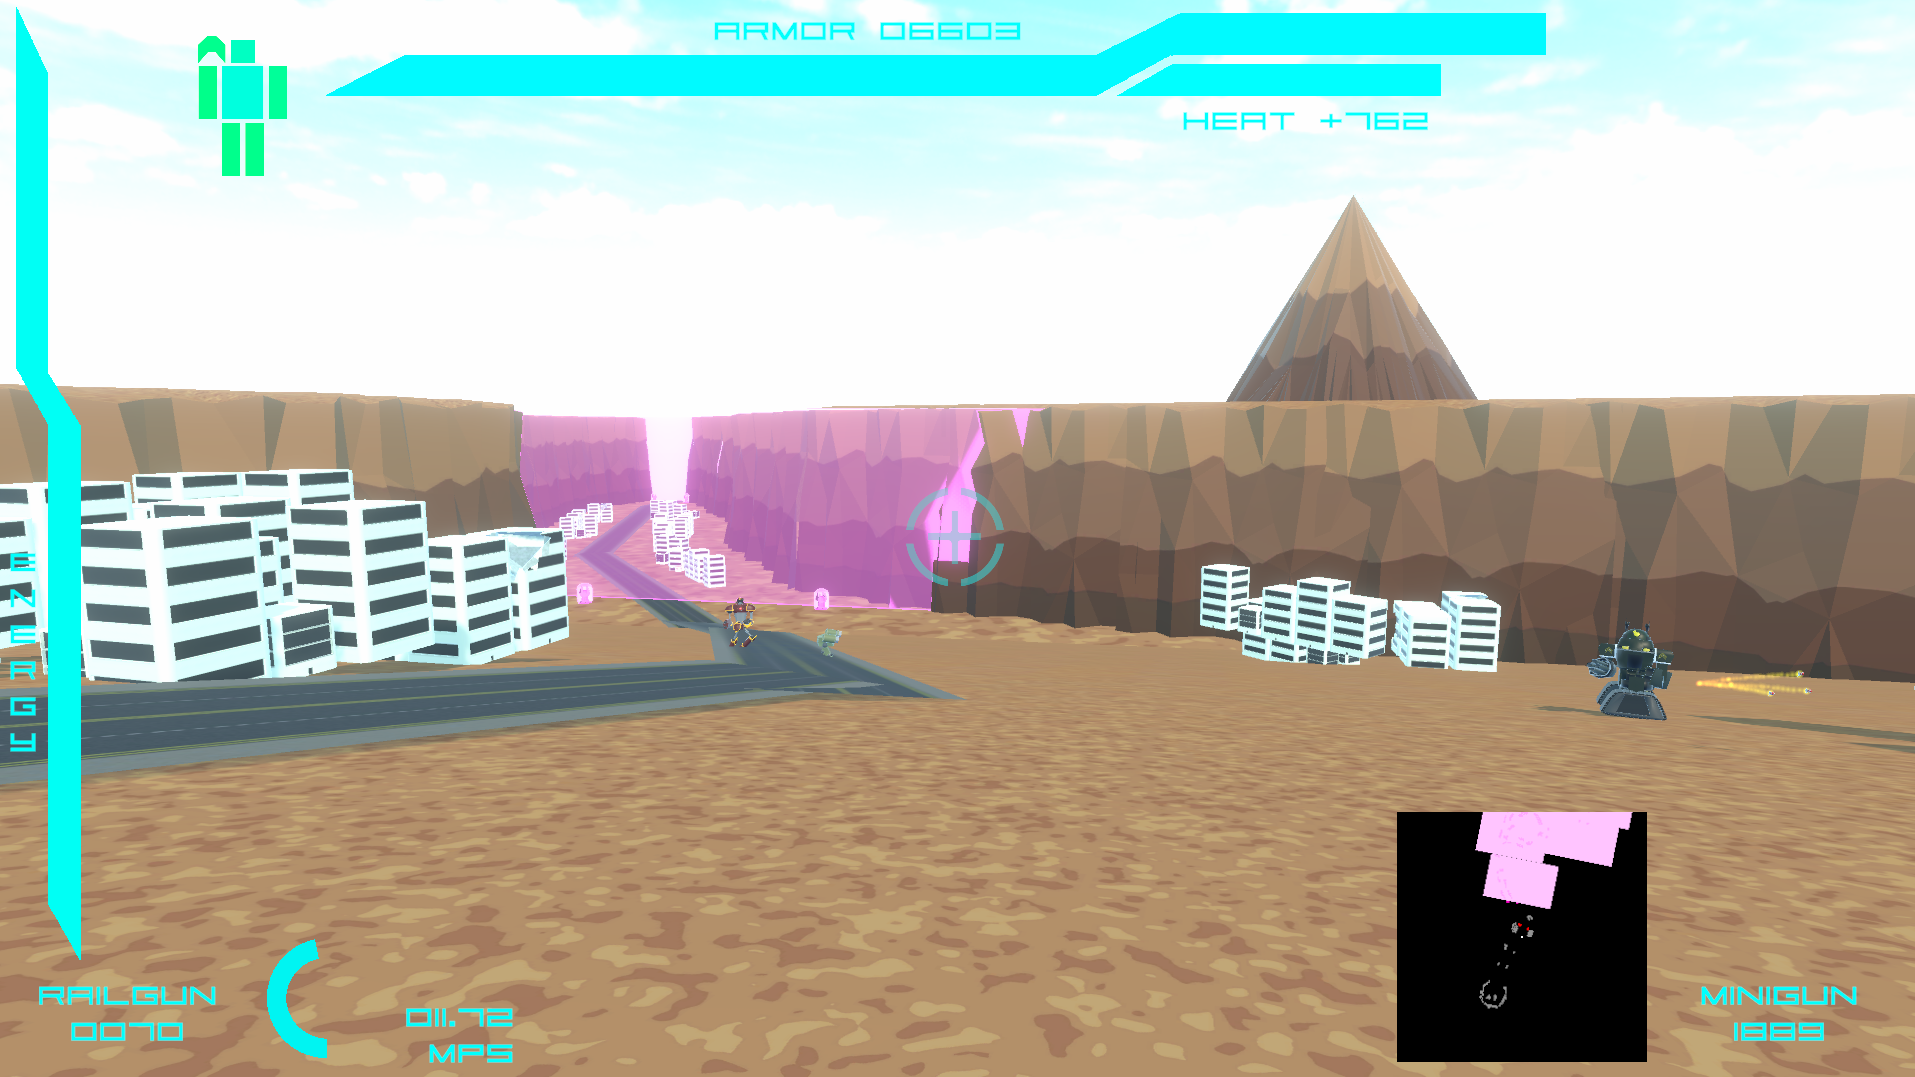 ARMOR 06603
HEAT +762
ENERGY
RAILGUN
0070
011.72
MPS
MINIGUN
1889